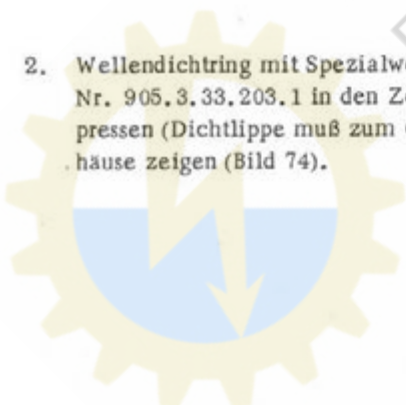 2. Wellendichtring mit
Nr. 905.3.33.203.1 in den
pressen (Dichtlippe muß zum
häuse zeigen (Bild 74).